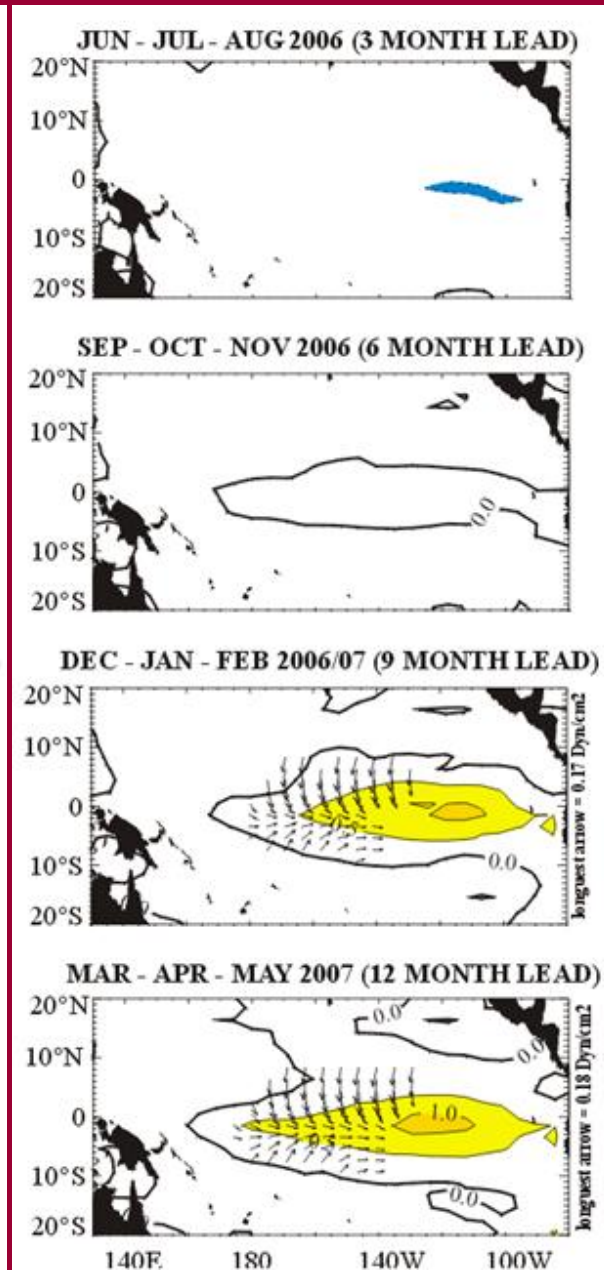 JUN - JUL - AUG 2006 (3 MONTH LEAD)
20°N
10°N
0
10°S
20°S
SEP - OCT - NOV 2006 (6 MONTH LEAD)
20°N
10°N
0
10°S
20°S
0.0
DEC - JAN - FEB 2006/07 (9 MONTH LEAD)
20°N
10°N
0
10°S
20°S
0.0
longuest arrow = 0.17 Dyn/cm2
MAR - APR - MAY 2007 (12 MONTH LEAD)
20°N
10°N
0
10°S
20°S
0.0
0.0
1.0
0.0
longuest arrow = 0.18 Dyn/cm2
140E 180 140W 100W